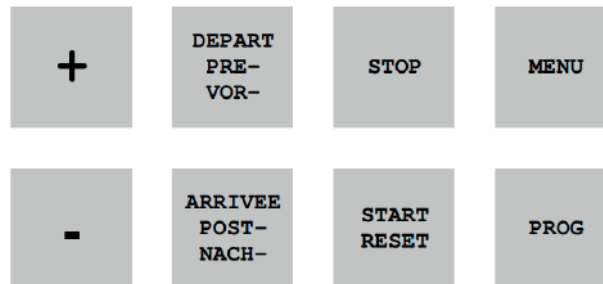 +
DEPART
PRE-
VOR-
STOP
MENU
-
ARRIVEE
POST-
NACH-
START
RESET
PROG